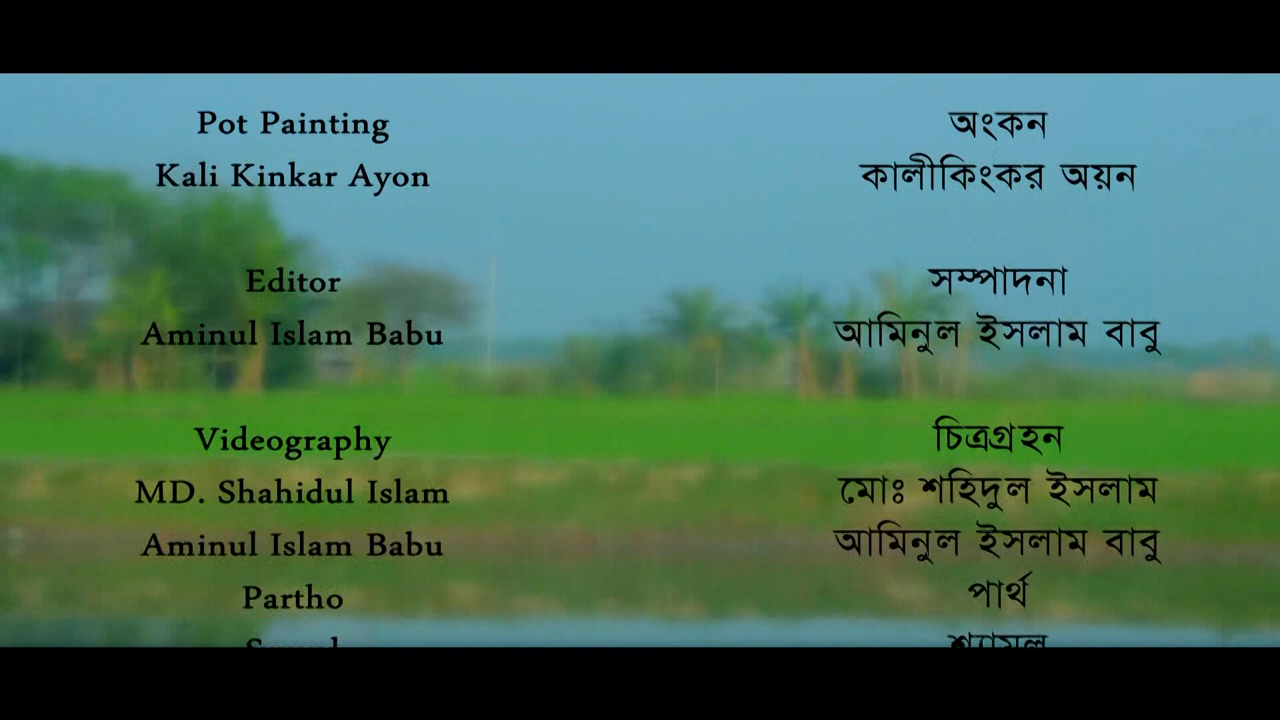 Pot Painting
Kali Kinkar Ayon
Editor
Aminul Islam Babu
Videography
MD. Shahidul Islam
Aminul Islam Babu
Partho
অংকন
কালীকিংকর অয়ন
সম্পাদনা
আমিনুল ইসলাম বাবু
চিত্রগ্রহন
মোঃ শহিদুল ইসলাম
আমিনুল ইসলাম বাবু
পার্থ